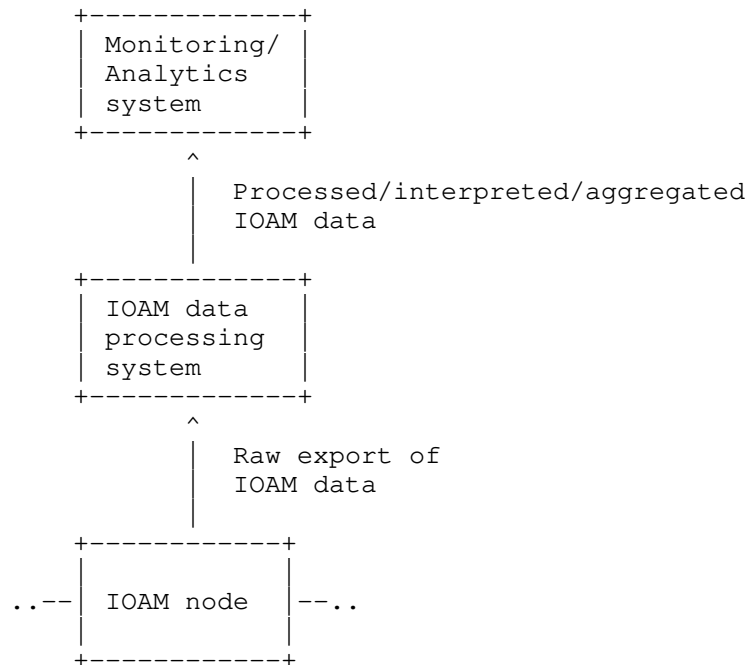 Monitoring/
Analytics
system
Processed/interpreted/aggregated
IOAM data
IOAM data
processing
system
Raw export of
IOAM data
..--| IOAM node |--..